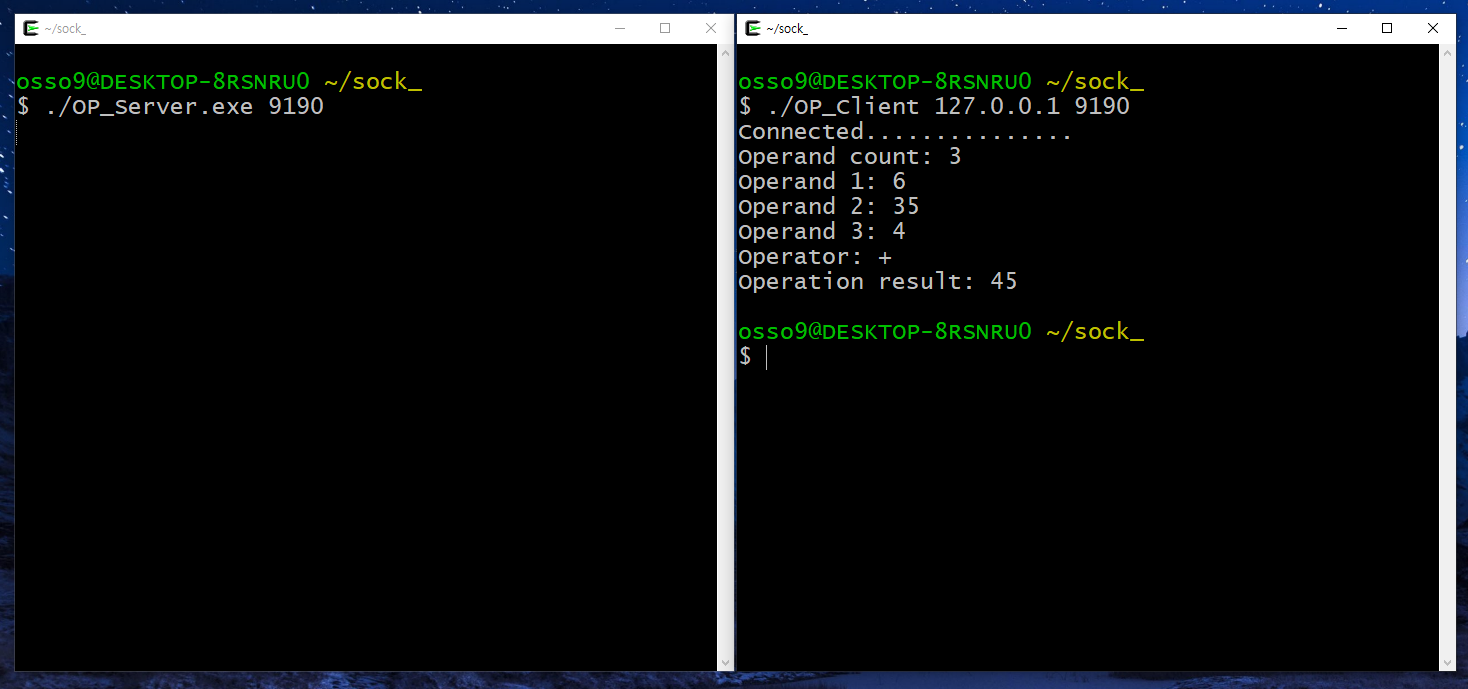 ~/sock_
osso9@DESKTOP-8RSNRU0 ~/sock_
$ ./OP_Server.exe 9190
~/sock_
osso9@DESKTOP-8RSNRU0 ~/sock_
$ ./OP_Client 127.0.0.1 9190
Connected...............
Operand count: 3
Operand 1: 6
Operand 2: 35
Operand 3: 4
Operator: +
Operation result: 45
osso9@DESKTOP-8RSNRU0 ~/sock_
$